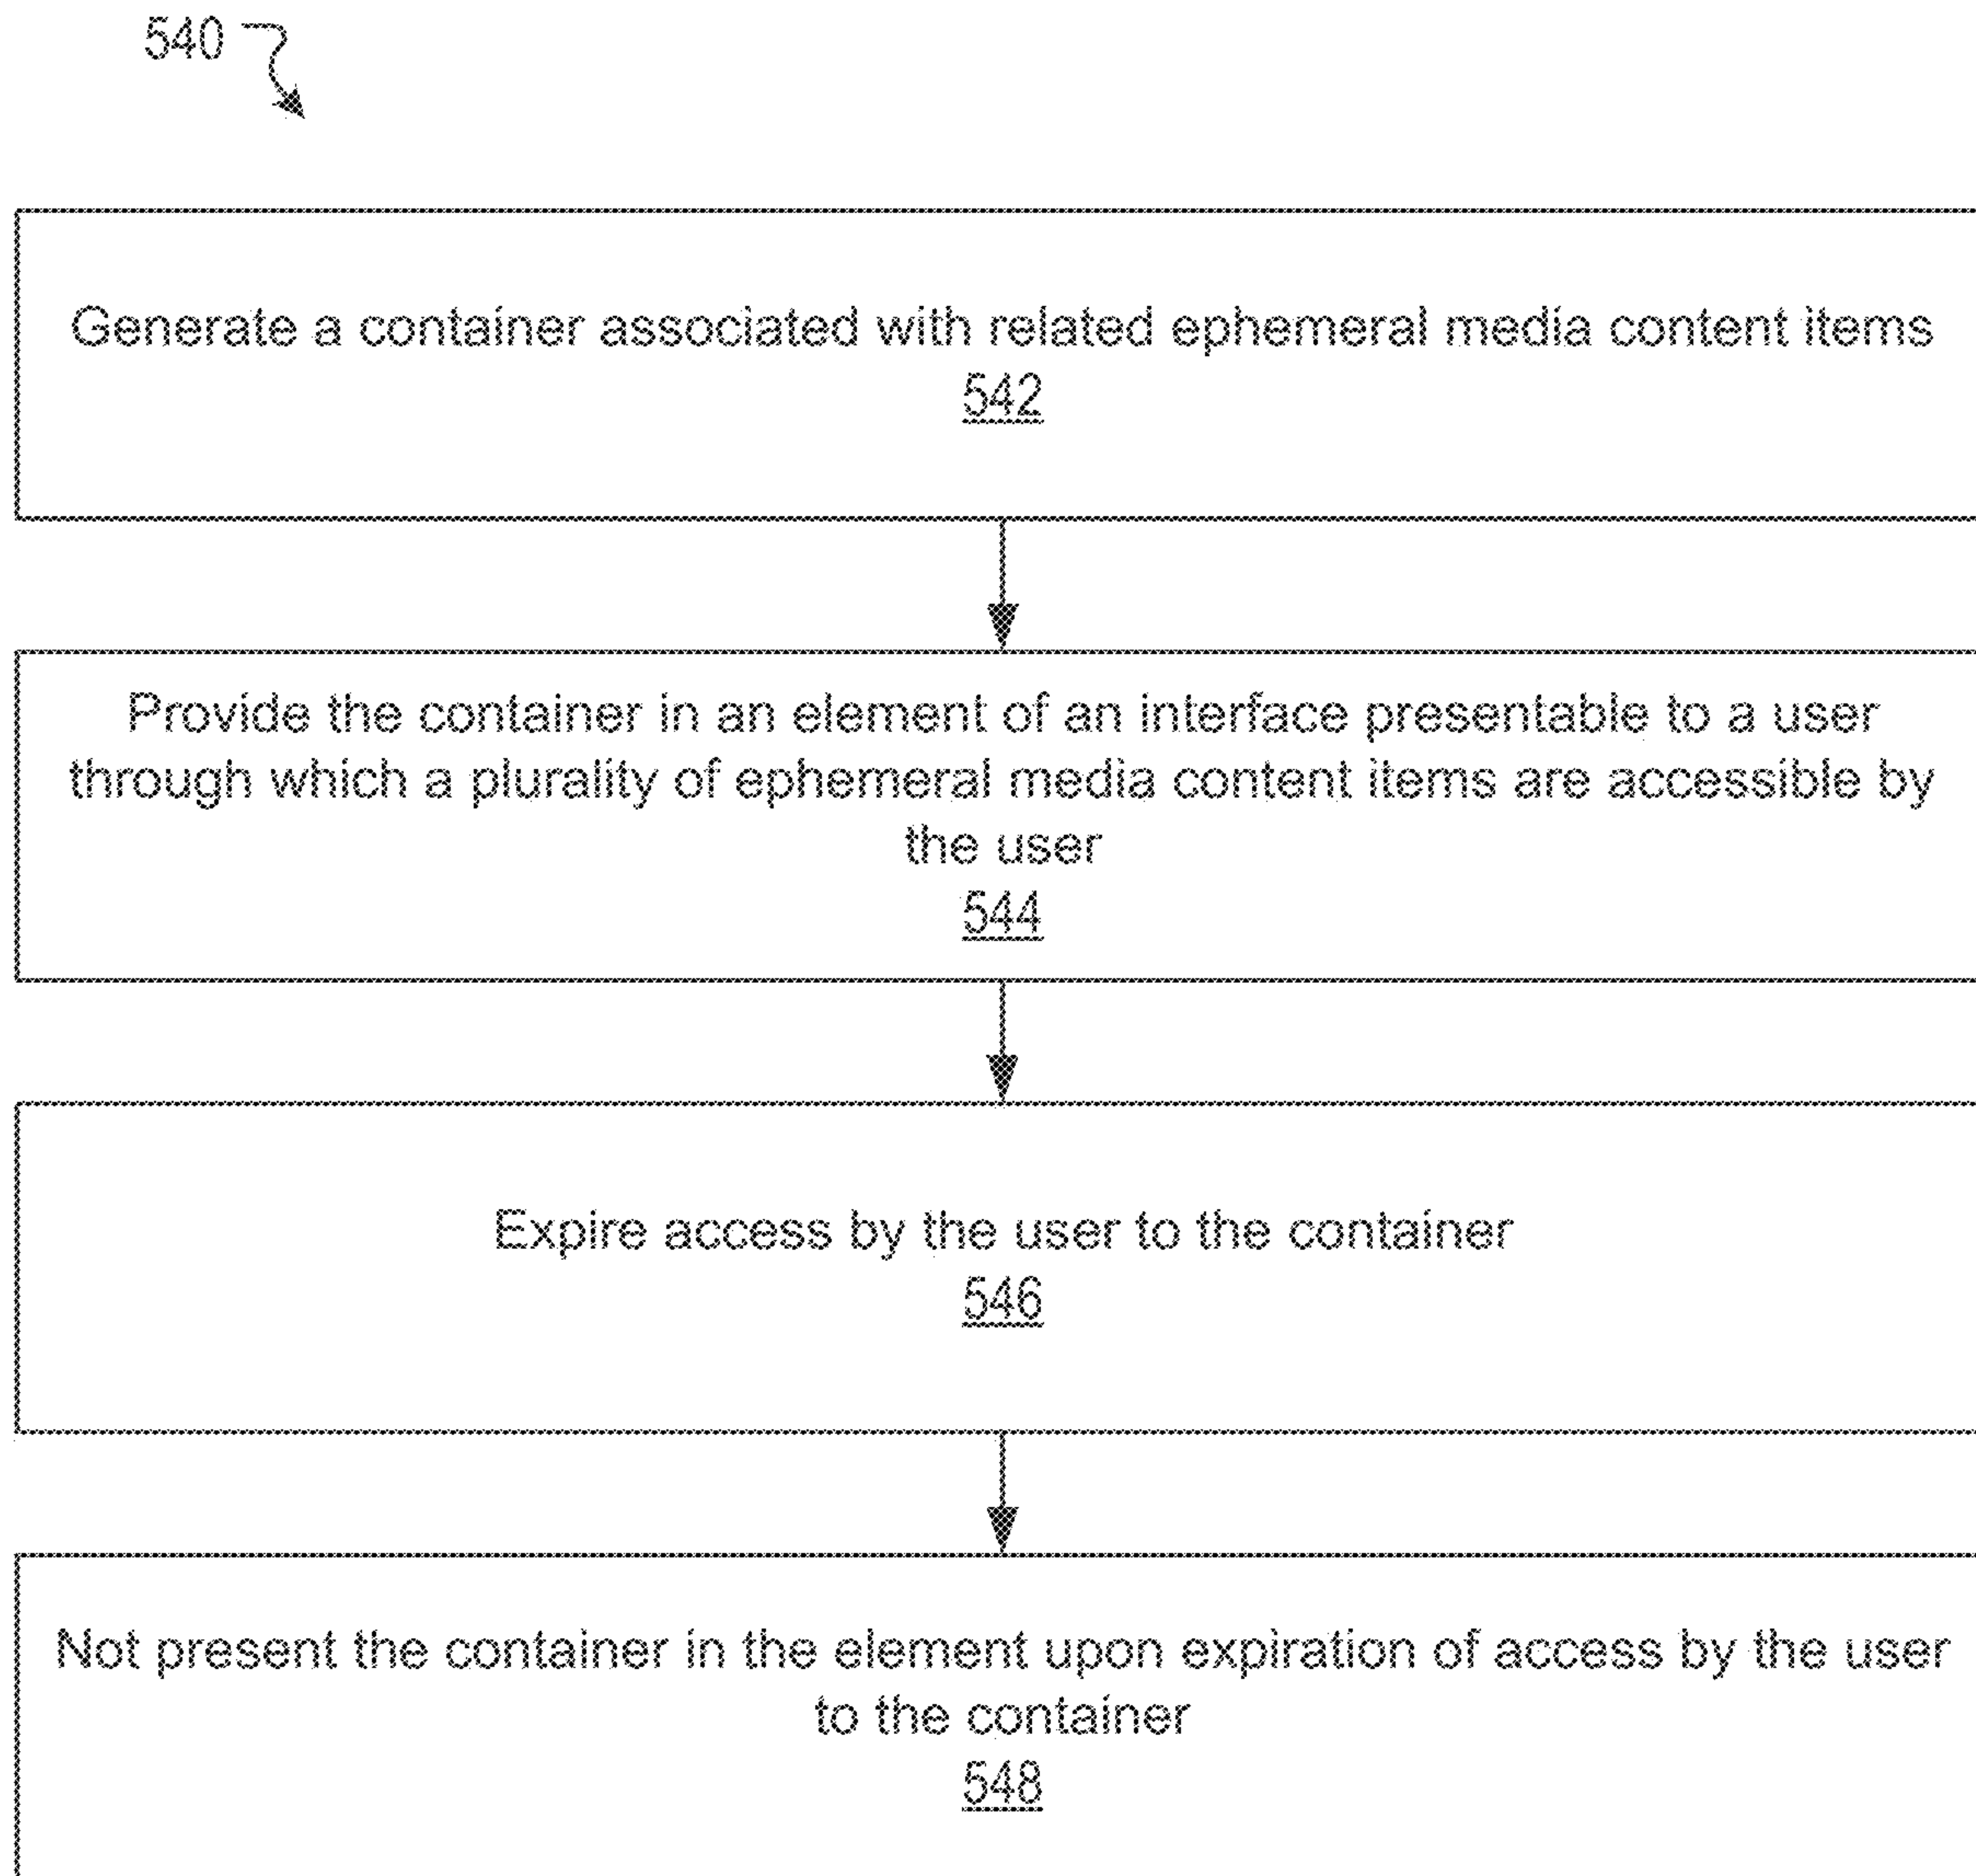 540
Generate a container associated with related ephemeral media content items
542
Provide the container in an element of an interface presentable to a user
through which a plurality of ephemeral media content items are accessible by
the user
544
Expire access by the user to the container
546
Not present the container in the element upon expiration of access by the user
to the container
548